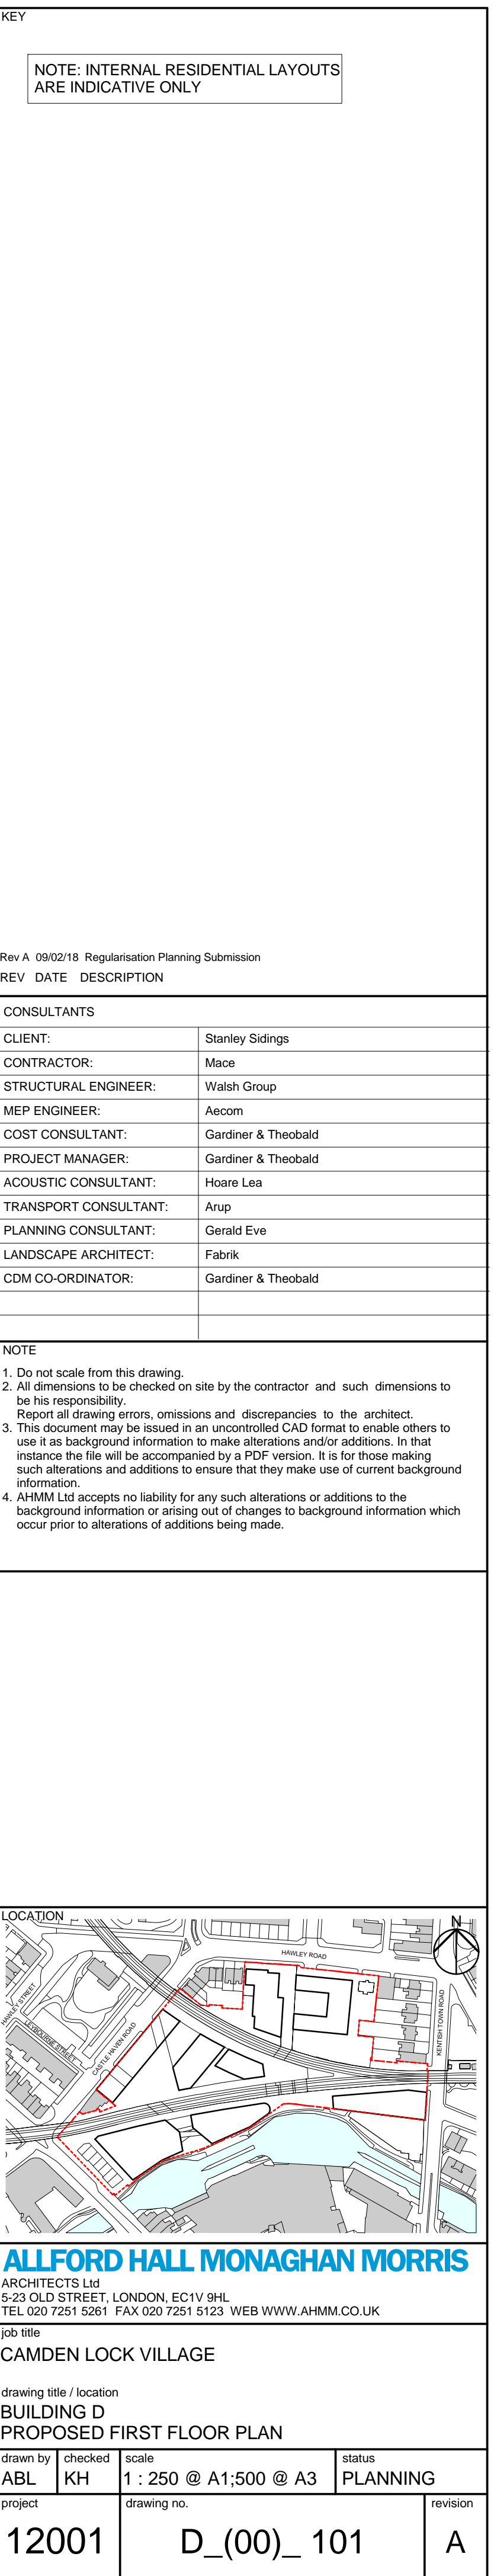 KEY
NOTE: INTERNAL RESIDENTIAL LAYOUTS
ARE INDICATIVE ONLY
Rev A 09/02/18 Regularisation Planning Submission
REV DATE DESCRIPTION
CONSULTANTS
CLIENT: Stanley Sidings
CONTRACTOR: Mace
STRUCTURAL ENGINEER: Walsh Group
MEP ENGINEER: Aecom
COST CONSULTANT: Gardiner & Theobald
PROJECT MANAGER: Gardiner & Theobald
ACOUSTIC CONSULTANT: Hoare Lea
TRANSPORT CONSULTANT: Arup
PLANNING CONSULTANT: Gerald Eve
LANDSCAPE ARCHITECT: Fabrik
CDM CO-ORDINATOR: Gardiner & Theobald
NOTE
1. Do not scale from this drawing.
2. All dimensions to be checked on site by the contractor and such dimensions to
be his responsibility.
Report all drawing errors, omissions and discrepancies to the architect.
3. This document may be issued in an uncontrolled CAD format to enable others to
use it as background information to make alterations and/or additions. In that
instance the file will be accompanied by a PDF version. It is for those making
such alterations and additions to ensure that they make use of current background
information.
4. AHMM Ltd accepts no liability for any such alterations or additions to the
background information or arising out of changes to background information which
occur prior to alterations of additions being made.
LOCATION
N
HAWLEY ROAD
HAWLEY STREET
LEYBOURNE STREET
CASTLE HAVEN ROAD
KENTISH TOWN ROAD
ALLFORD HALL MONAGHAN MORRIS
ARCHITECTS Ltd
5-23 OLD STREET, LONDON, EC1V 9HL
TEL 020 7251 5261 FAX 020 7251 5123 WEB WWW.AHMM.CO.UK
job title
CAMDEN LOCK VILLAGE
drawing title / location
BUILDING D
PROPOSED FIRST FLOOR PLAN
drawn by checked scale status
ABL KH 1 : 250 @ A1;500 @ A3 PLANNING
project drawing no. revision
12001 D_(00)_ 101 A